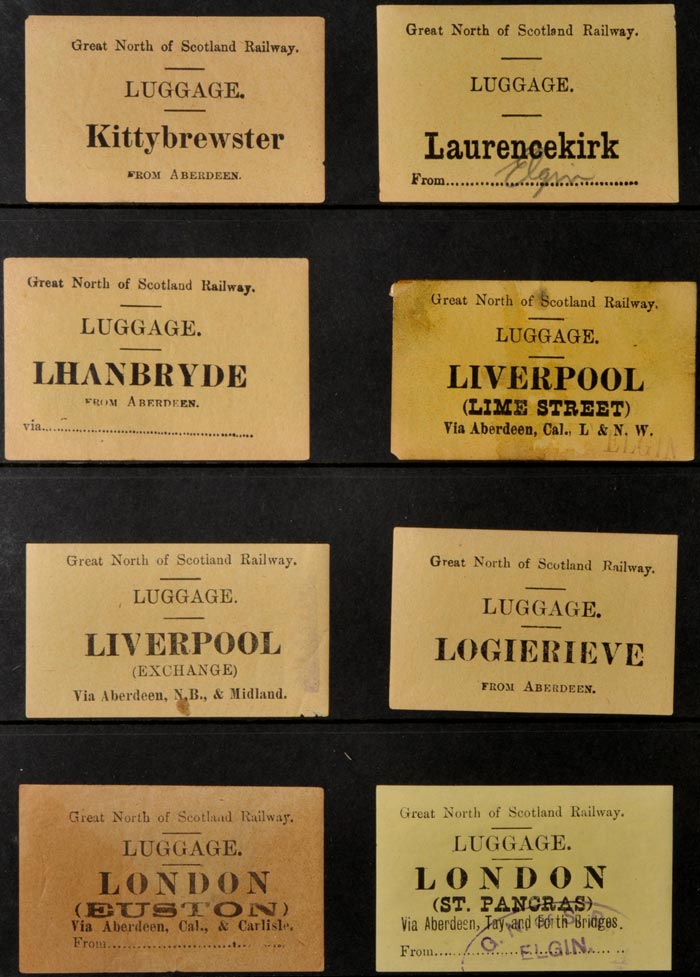 Great North of Scotland Railway.
LUGGAGE.
Kittybrewster
FROM ABERDEEN.
Great North of Scotland Railway.
LUGGAGE.
Laurencekirk
From Elgin
Great North of Scotland Railway.
LUGGAGE.
LHANBRYDE
FROM ABERDEEN.
via
Great North of Scotland Railway.
LUGGAGE.
LIVERPOOL
(LIME STREET)
Via Aberdeen, Cal., L & N. W.
ELGIN
Great North of Scotland Railway.
LUGGAGE.
LIVERPOOL
(EXCHANGE)
Via Aberdeen, N.B., & Midland.
Great North of Scotland Railway.
LUGGAGE.
LOGIERIEVE
FROM ABERDEEN.
Great North of Scotland Railway.
LUGGAGE.
LONDON
(EUSTON)
Via Aberdeen, Cal., & Carlisle.
From
Great North of Scotland Railway.
LUGGAGE.
LONDON
(ST. PANCRAS)
Via Aberdeen, Tay and Forth Bridges.
From
ELGIN.